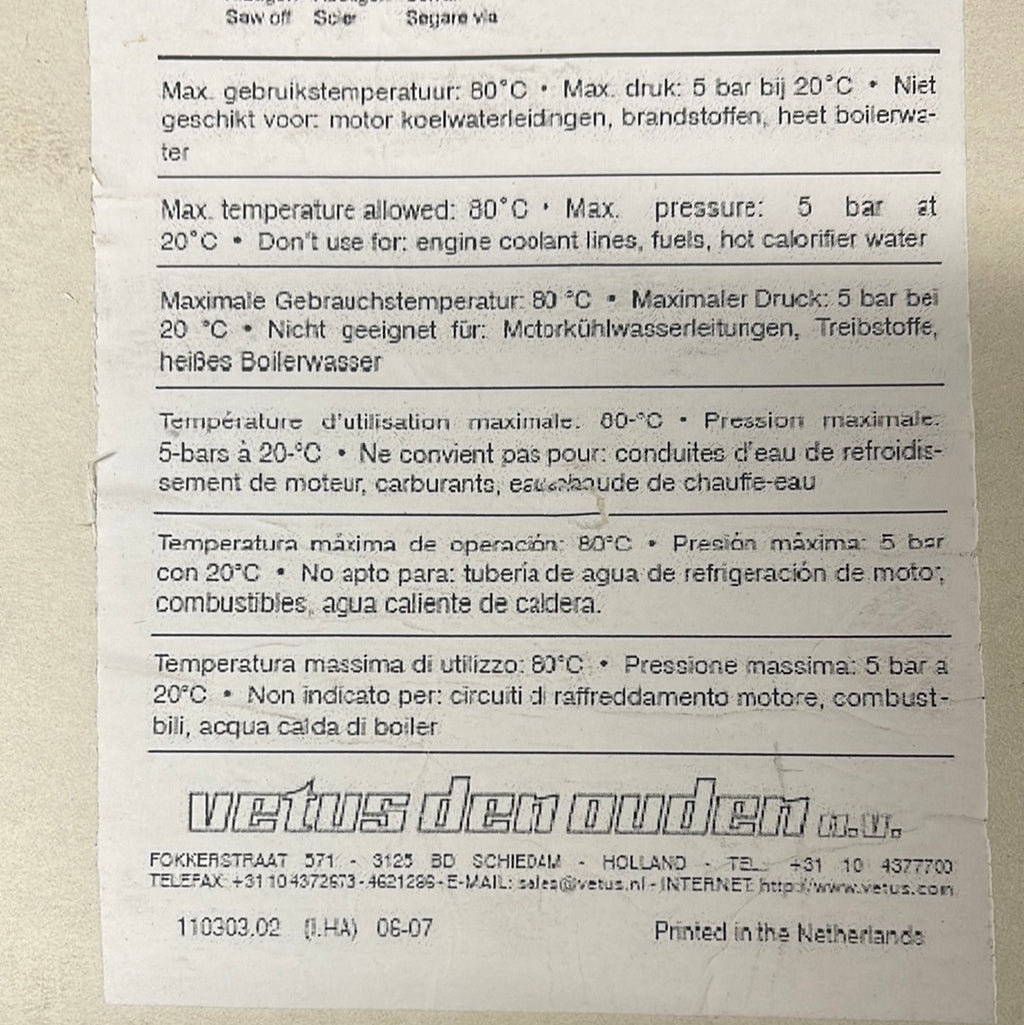 Saw off Scier Segare via
Max. gebruikstemperatuur: 80°C • Max. druk: 5 bar bij 20°C • Niet
geschikt voor: motor koelwaterleidingen, brandstoffen, heet boilerwa-
ter
Max. temperature allowed: 80°C • Max. pressure: 5 bar at
20°C • Don't use for: engine coolant lines, fuels, hot calorifier water
Maximale Gebrauchstemperatur: 80 °C • Maximaler Druck: 5 bar bei
20 °C • Nicht geeignet für: Motorkühlwasserleitungen, Treibstoffe,
heißes Boilerwasser
Température d'utilisation maximale: 80-°C • Pression maximale:
5-bars à 20-°C • Ne convient pas pour: conduites d'eau de refroidis-
sement de moteur, carburants, eau chaude de chauffe-eau
Temperatura máxima de operación: 80°C • Presión máxima: 5 bar
con 20°C • No apto para: tubería de agua de refrigeración de motor,
combustibles, agua caliente de caldera.
Temperatura massima di utilizzo: 80°C • Pressione massima: 5 bar a
20°C • Non indicato per: circuiti di raffreddamento motore, combust-
bili, acqua calda di boiler
vetus den ouden n.v.
FOKKERSTRAAT 571 - 3125 BD SCHIEDAM - HOLLAND - TEL.: +31 10 4377700
TELEFAX: +31 10 4372673 - 4621286 - E-MAIL: sales@vetus.nl - INTERNET: http://www.vetus.com
110303.02 (I.HA) 06-07 Printed in the Netherlands